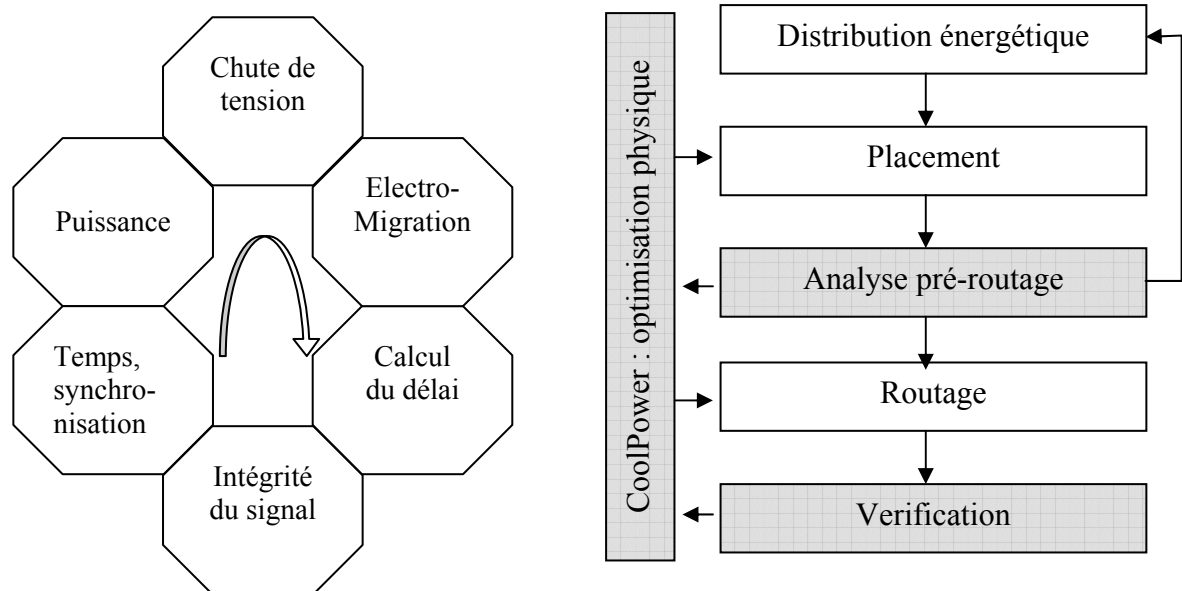 Chute de
tension
Puissance
Electro-
Migration
Temps,
synchro-
nisation
Calcul
du délai
Intégrité
du signal
CoolPower : optimisation physique
Distribution énergétique
Placement
Analyse pré-routage
Routage
Verification